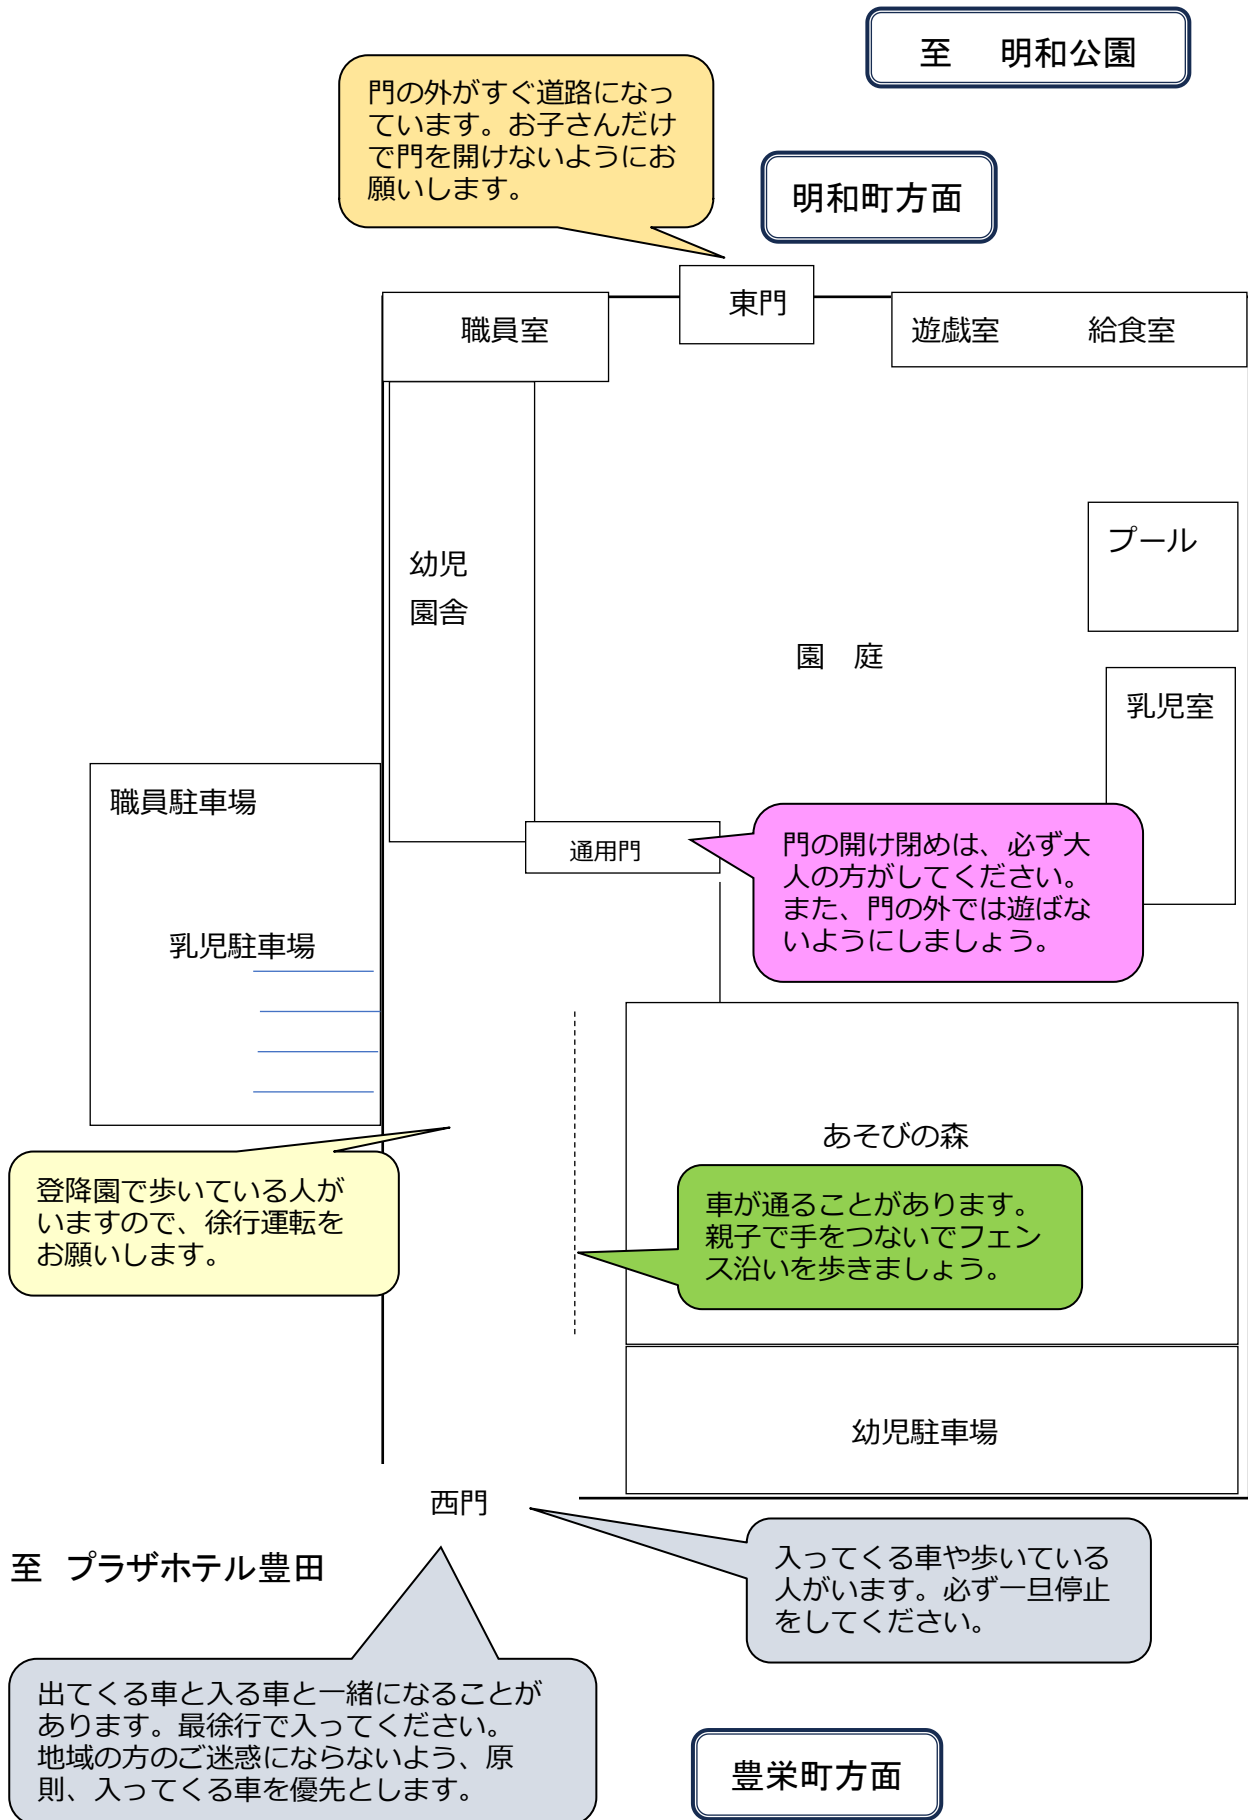 至　明和公園
門の外がすぐ道路になっ
ています。お子さんだけ
で門を開けないようにお
願いします。
明和町方面
東門
職員室
遊戯室　給食室
プール
幼児
園舎
園　庭
乳児室
職員駐車場
門の開け閉めは、必ず大
人の方がしてください。
また、門の外では遊ばな
いようにしましょう。
通用門
乳児駐車場
あそびの森
登降園で歩いている人が
いますので、徐行運転を
お願いします。
車が通ることがあります。
親子で手をつないでフェン
ス沿いを歩きましょう。
幼児駐車場
西門
至　プラザホテル豊田
入ってくる車や歩いている
人がいます。必ず一旦停止
をしてください。
出てくる車と入る車と一緒になることが
あります。最徐行で入ってください。
地域の方のご迷惑にならないよう、原
則、入ってくる車を優先とします。
豊栄町方面